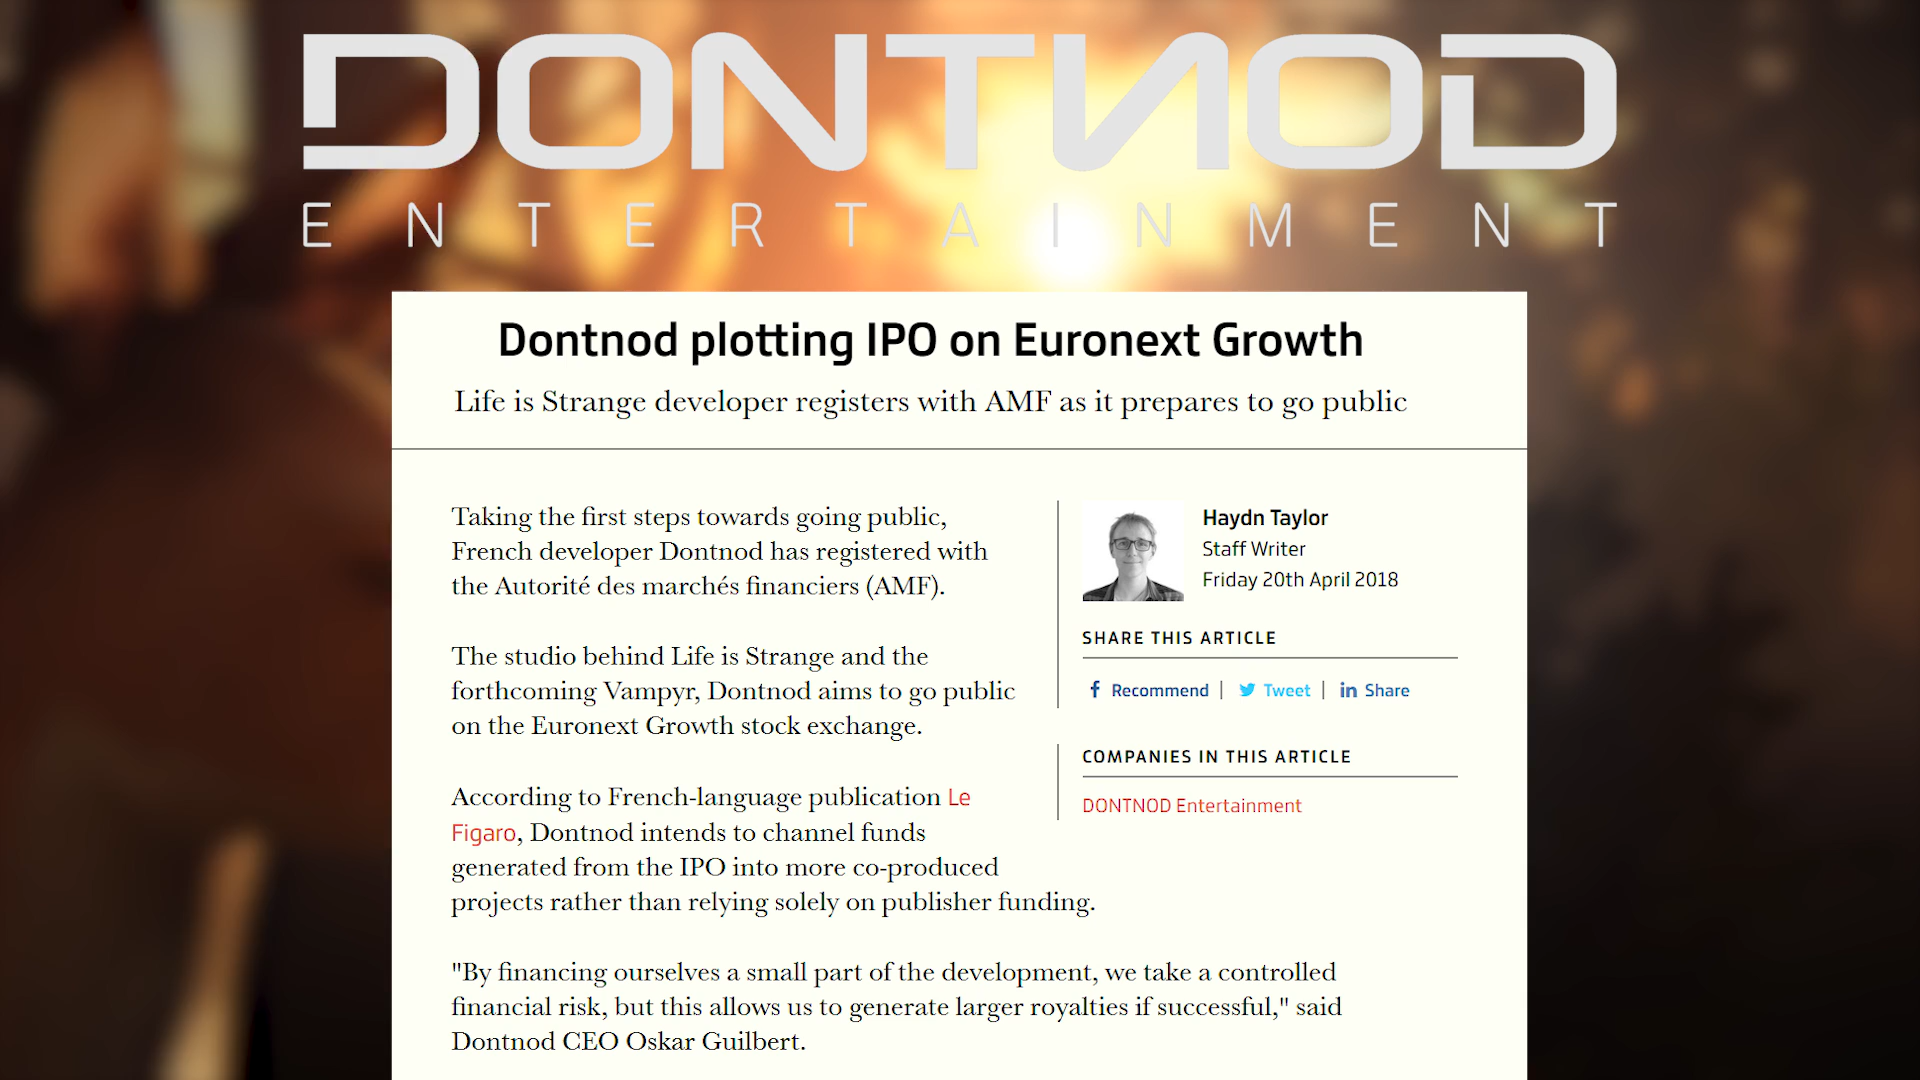 DONTNOD
ENTERTAINMENT
Dontnod plotting IPO on Euronext Growth
Life is Strange developer registers with AMF as it prepares to go public
Taking the first steps towards going public,
French developer Dontnod has registered with
the Autorité des marchés financiers (AMF).
The studio behind Life is Strange and the
forthcoming Vampyr, Dontnod aims to go public
on the Euronext Growth stock exchange.
According to French-language publication Le
Figaro, Dontnod intends to channel funds
generated from the IPO into more co-produced
projects rather than relying solely on publisher funding.
"By financing ourselves a small part of the development, we take a controlled
financial risk, but this allows us to generate larger royalties if successful," said
Dontnod CEO Oskar Guilbert.
Haydn Taylor
Staff Writer
Friday 20th April 2018
SHARE THIS ARTICLE
Recommend | Tweet | in Share
COMPANIES IN THIS ARTICLE
DONTNOD Entertainment